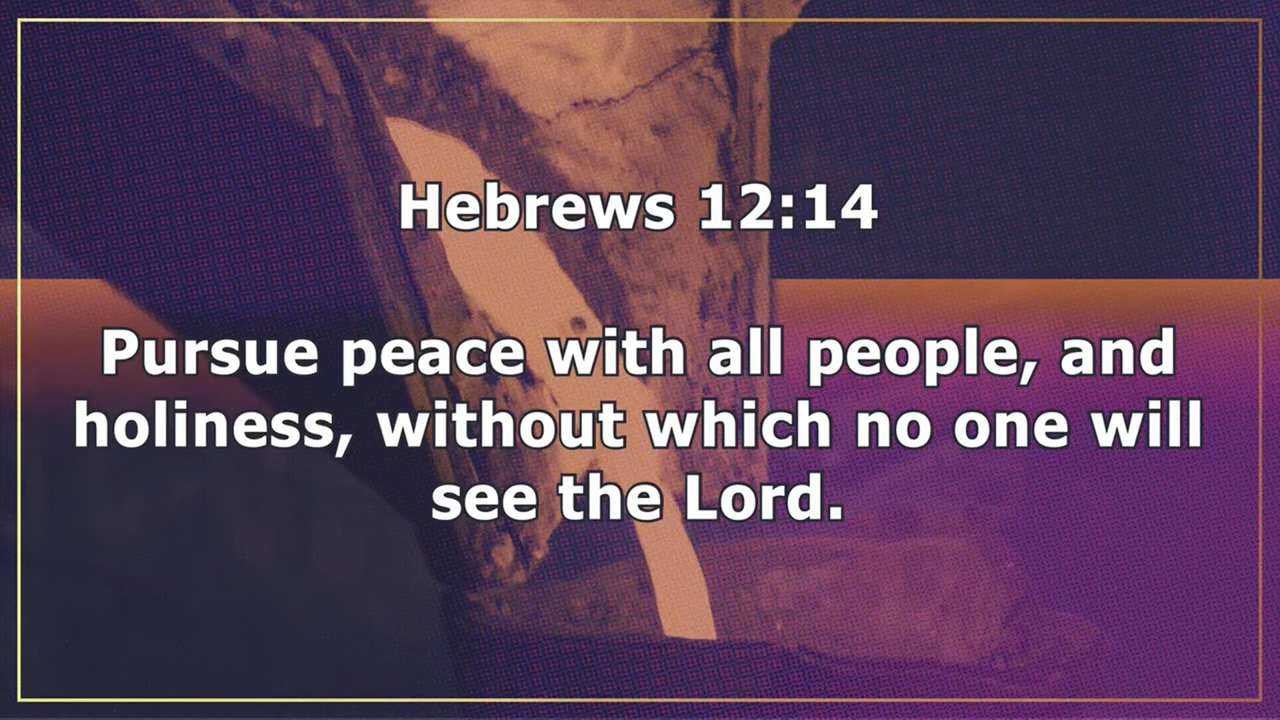 Hebrews 12:14
Pursue peace with all people, and
holiness, without which no one will
see the Lord.